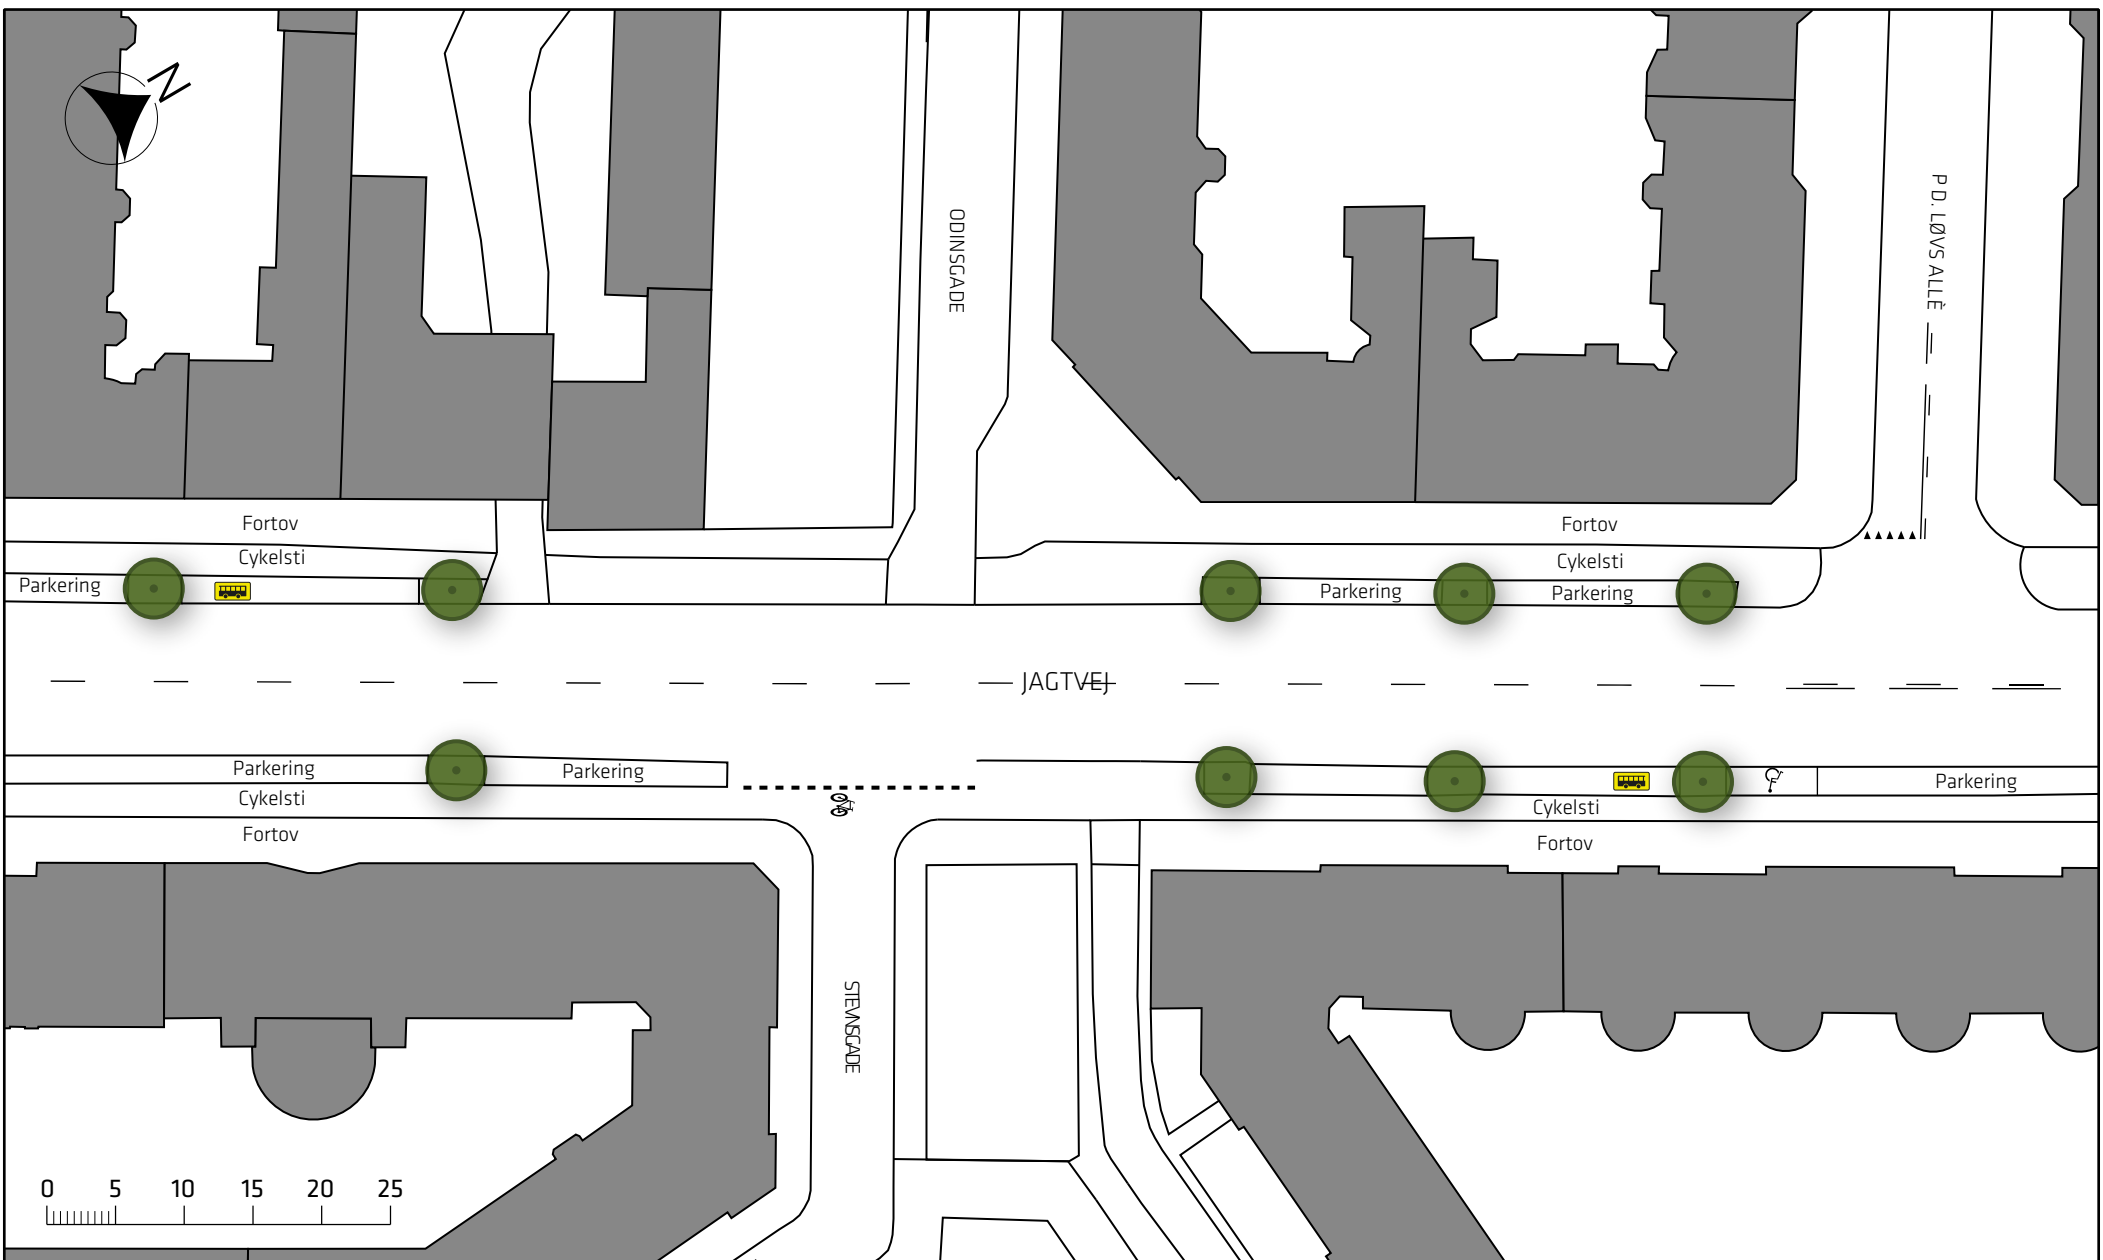 N
ODINSGADE
P.D. LØVS ALLÈ
Fortov
Fortov
Cykelsti
Cykelsti
Parkering
Parkering
Parkering
JAGTVEJ
Parkering
Parkering
Parkering
Cykelsti
Cykelsti
Fortov
Fortov
STEVNSGADE
0 5 10 15 20 25